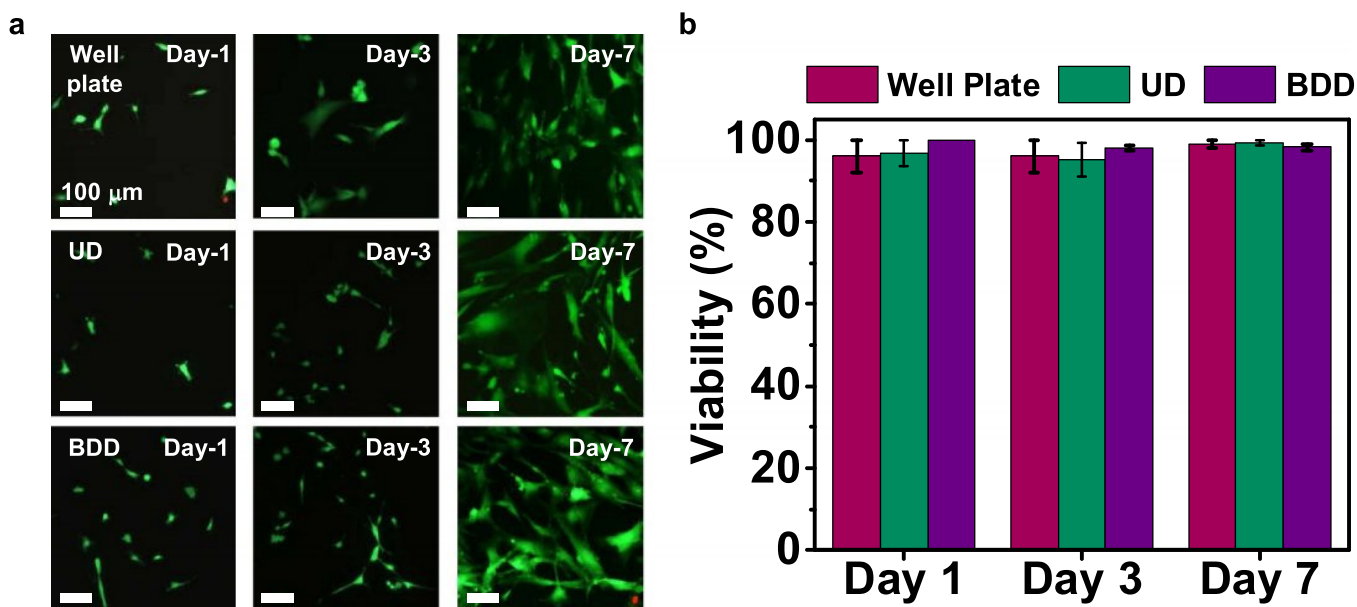 a
Well plate
Day-1
Day-3
Day-7
100 μm
UD
Day-1
Day-3
Day-7
BDD
Day-1
Day-3
Day-7
b
Well Plate
UD
BDD
Viability (%)
100
80
60
40
20
0
Day 1
Day 3
Day 7